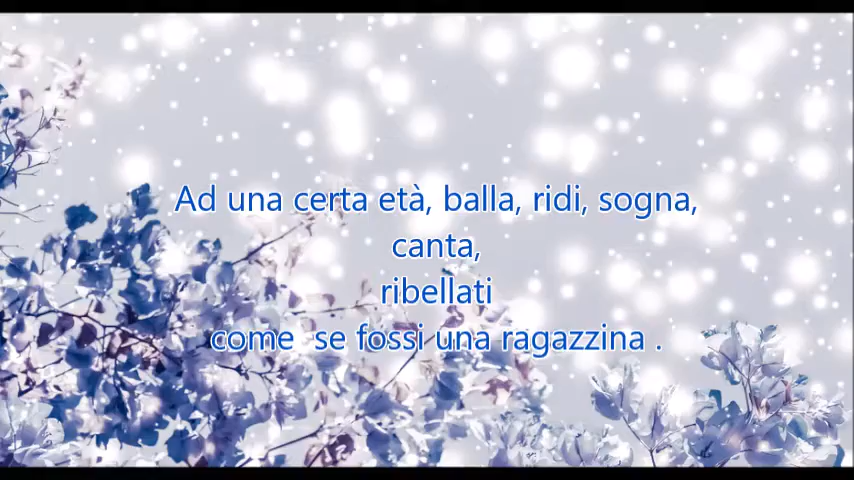 Ad una certa età, balla, ridi, sogna,
canta,
ribellati
come  se fossi una ragazzina .